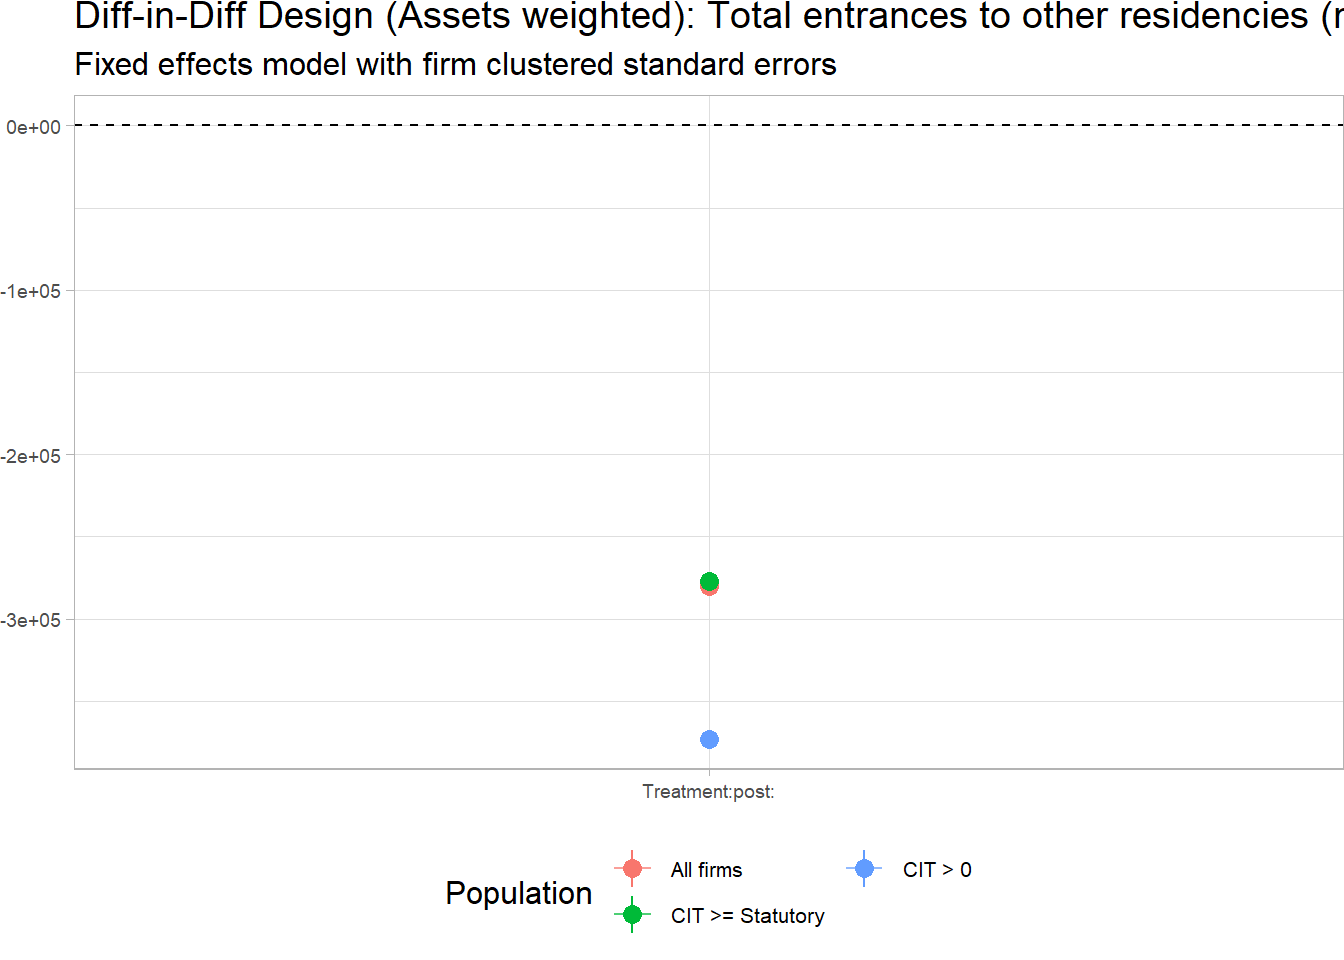 Diff-in-Diff Design (Assets weighted): Total entrances to other residencies (
Fixed effects model with firm clustered standard errors
0e+00
-1e+05
-2e+05
-3e+05
Treatment:post:
Population
All firms
CIT > 0
CIT >= Statutory